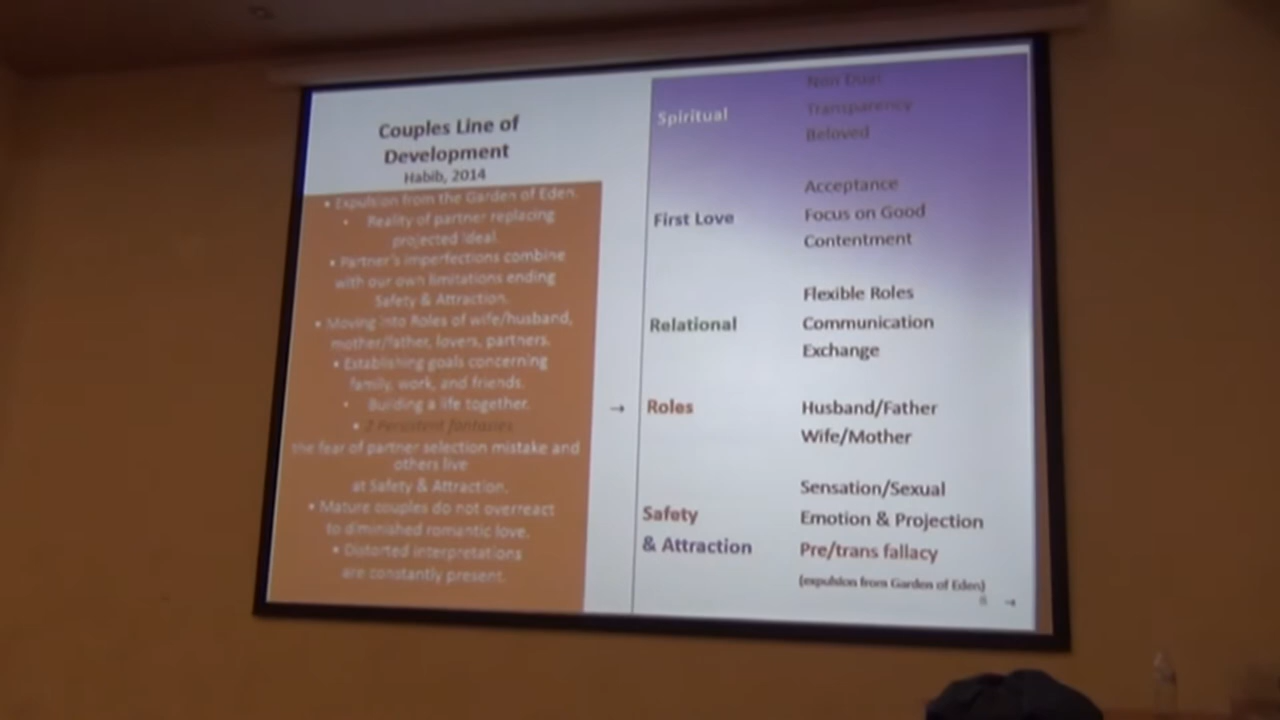 Couples Line of
Development
Habib, 2014
• Expulsion from the Garden of Eden.
• Reality of partner replacing
projected ideal.
• Partner's imperfections combine
with our own limitations ending
Safety & Attraction.
• Moving into Roles of wife/husband,
mother/father, lovers, partners.
• Establishing goals concerning
family, work, and friends.
• Building a life together.
• 2 Persistent fantasies
the fear of partner selection mistake and
others live
at Safety & Attraction.
• Mature couples do not overreact
to diminished romantic love.
• Distorted interpretations
are constantly present.
→
Spiritual
Non Dual
Transparency
Beloved
First Love
Acceptance
Focus on Good
Contentment
Relational
Flexible Roles
Communication
Exchange
Roles
Husband/Father
Wife/Mother
Safety
& Attraction
Sensation/Sexual
Emotion & Projection
Pre/trans fallacy
(expulsion from Garden of Eden)
→